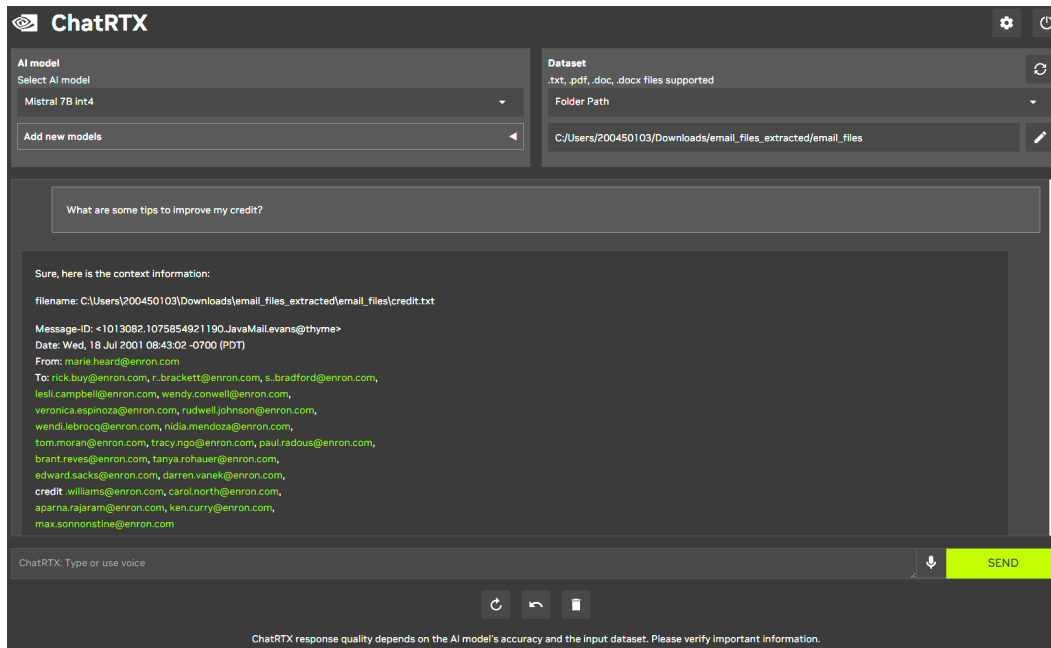 ChatRTX
AI model
Select AI model
Mistral 7B int4
Add new models
Dataset
.txt, .pdf, .doc, .docx files supported
Folder Path
C:/Users/200450103/Downloads/email_files_extracted/email_files
What are some tips to improve my credit?
Sure, here is the context information:
filename: C:\Users\200450103\Downloads\email_files_extracted\email_files\credit.txt
Message-ID: <1013082.1075854921190.JavaMail.evans@thyme>
Date: Wed, 18 Jul 2001 08:43:02 -0700 (PDT)
From: marie.heard@enron.com
To: rick.buy@enron.com, r..brackett@enron.com, s..bradford@enron.com,
lesli.campbell@enron.com, wendy.conwell@enron.com,
veronica.espinoza@enron.com, rudwell.johnson@enron.com,
wendi.lebrocq@enron.com, nidia.mendoza@enron.com,
tom.moran@enron.com, tracy.ngo@enron.com, paul.radous@enron.com,
brant.reves@enron.com, tanya.rohauer@enron.com,
edward.sacks@enron.com, darren.vanek@enron.com,
credit .williams@enron.com, carol.north@enron.com,
aparna.rajaram@enron.com, ken.curry@enron.com,
max.sonnonstine@enron.com
ChatRTX: Type or use voice
SEND
ChatRTX response quality depends on the AI model's accuracy and the input dataset. Please verify important information.